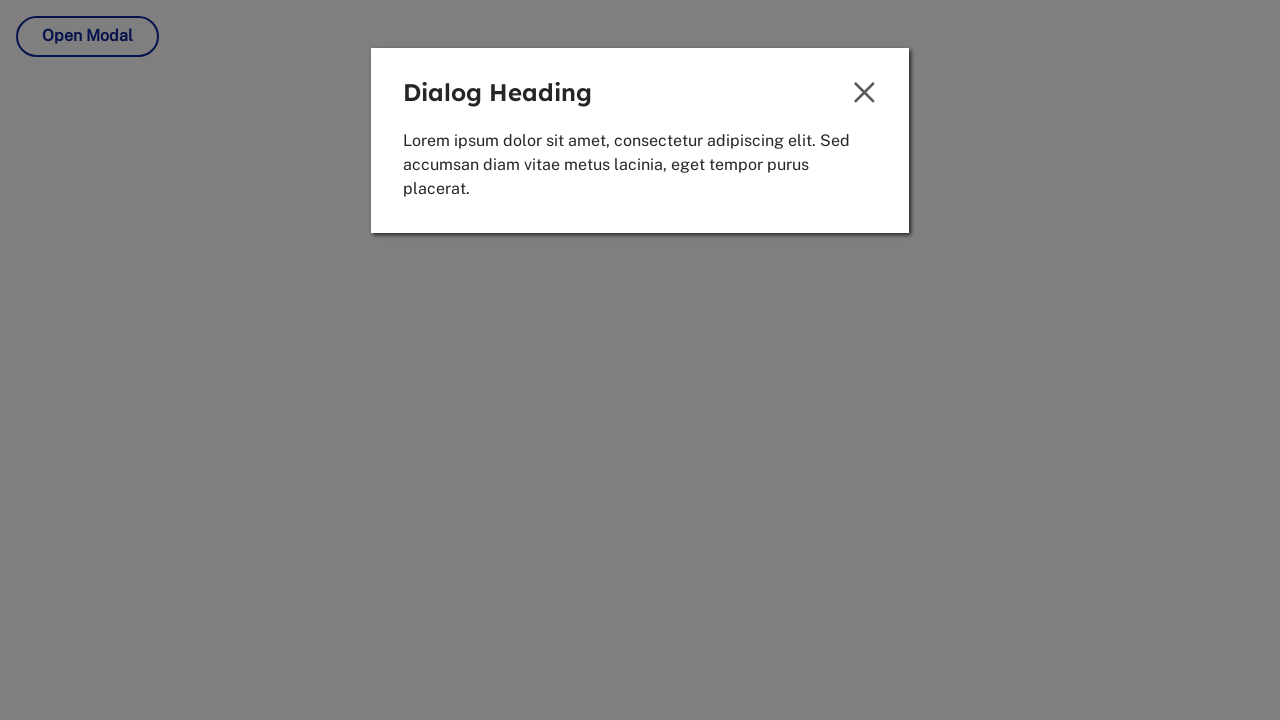 Open Modal
Dialog Heading
Lorem ipsum dolor sit amet, consectetur adipiscing elit. Sed
accumsan diam vitae metus lacinia, eget tempor purus
placerat.